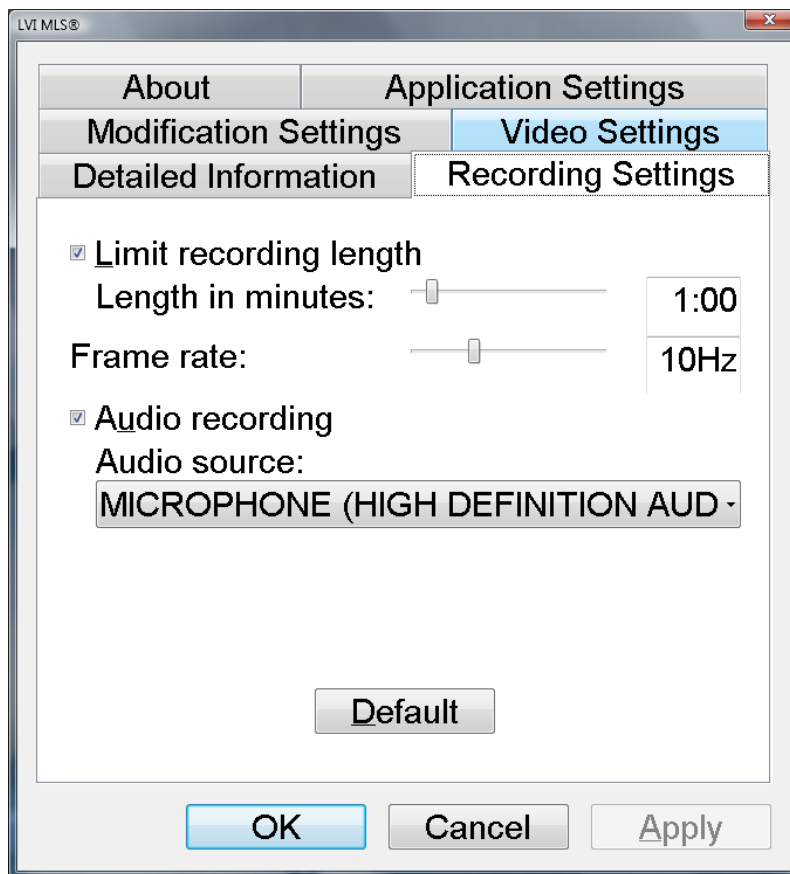 LVI MLS®
About Application Settings
Modification Settings Video Settings
Detailed Information Recording Settings
Limit recording length
Length in minutes: 1:00
Frame rate: 10Hz
Audio recording
Audio source:
MICROPHONE (HIGH DEFINITION AUD
Default
OK Cancel Apply